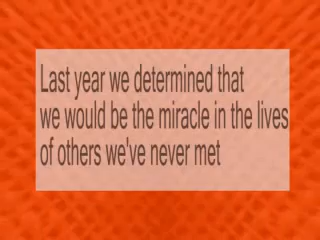 Last year we determined that
we would be the miracle in the lives
of others we've never met